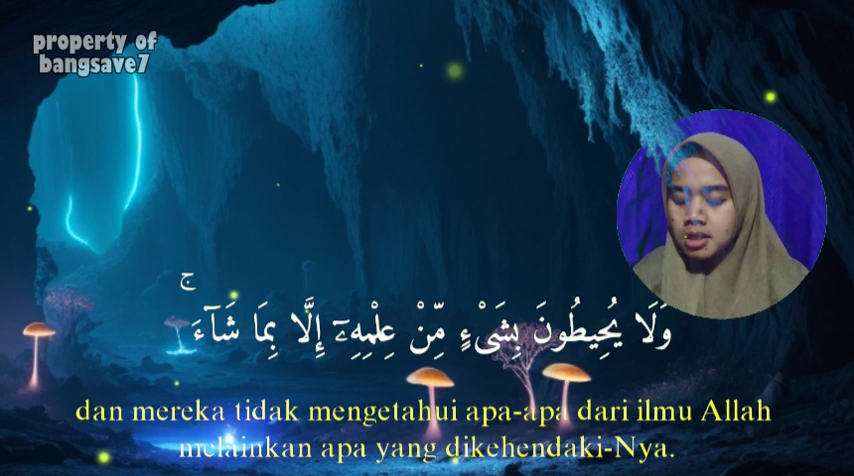 property of
bangsave7
وَلَا يُحِيطُونَ بِشَيْءٍ مِّنْ عِلْمِهِۦٓ إِلَّا بِمَا شَآءَ ۚ
dan mereka tidak mengetahui apa-apa dari ilmu Allah
melainkan apa yang dikehendaki-Nya.